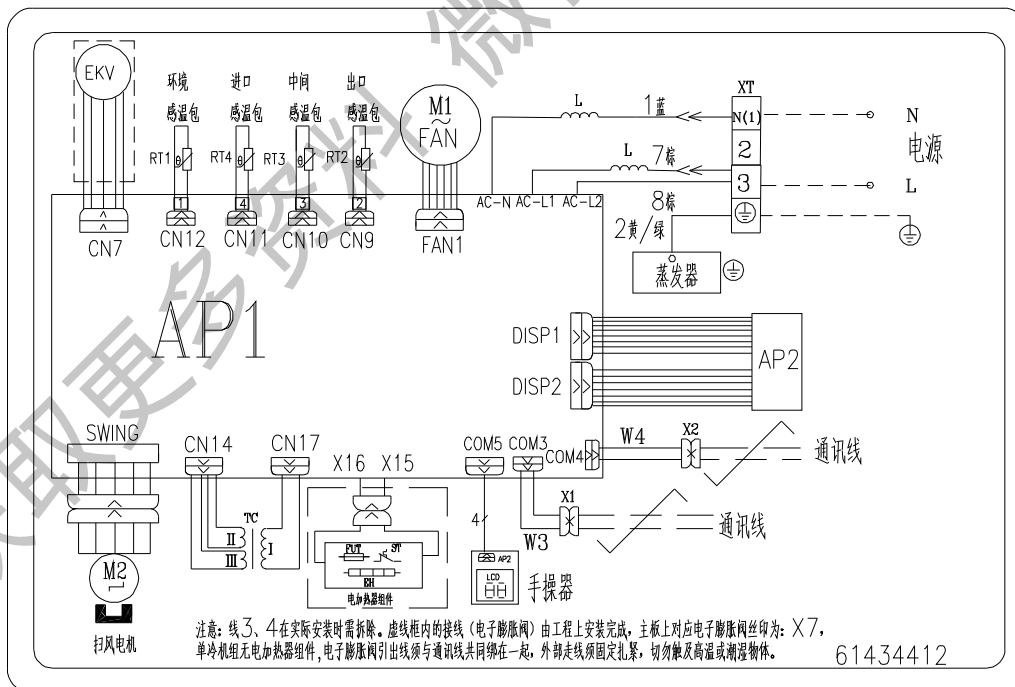 EKV
环境
感温包
进口
感温包
中间
感温包
出口
感温包
RT1
θ
RT4
θ
RT3
θ
RT2
θ
M1
~
FAN
L
1蓝
L
7棕
8棕
2黄/绿
XT
N(1)
2
3
N
电源
L
AC-N
AC-L1
AC-L2
1
4
3
2
CN7
CN12
CN11
CN10
CN9
FAN1
蒸发器
AP1
DISP1
DISP2
AP2
SWING
CN14
CN17
X16
X15
COM5
COM3
COM4
W4
X2
通讯线
X1
W3
通讯线
TC
II
III
I
FUT
ST
EH
电加热器组件
4
AP2
LCD
手操器
M2
扫风电机
注意：线3、4在实际安装时需拆除。虚线框内的接线（电子膨胀阀）由工程上安装完成，主板上对应电子膨胀阀丝印为：X7，
单冷机组无电加热器组件，电子膨胀阀引出线须与通讯线共同绑在一起，外部走线须固定扎紧，切勿触及高温或潮湿物体。
61434412
取更多资料 微